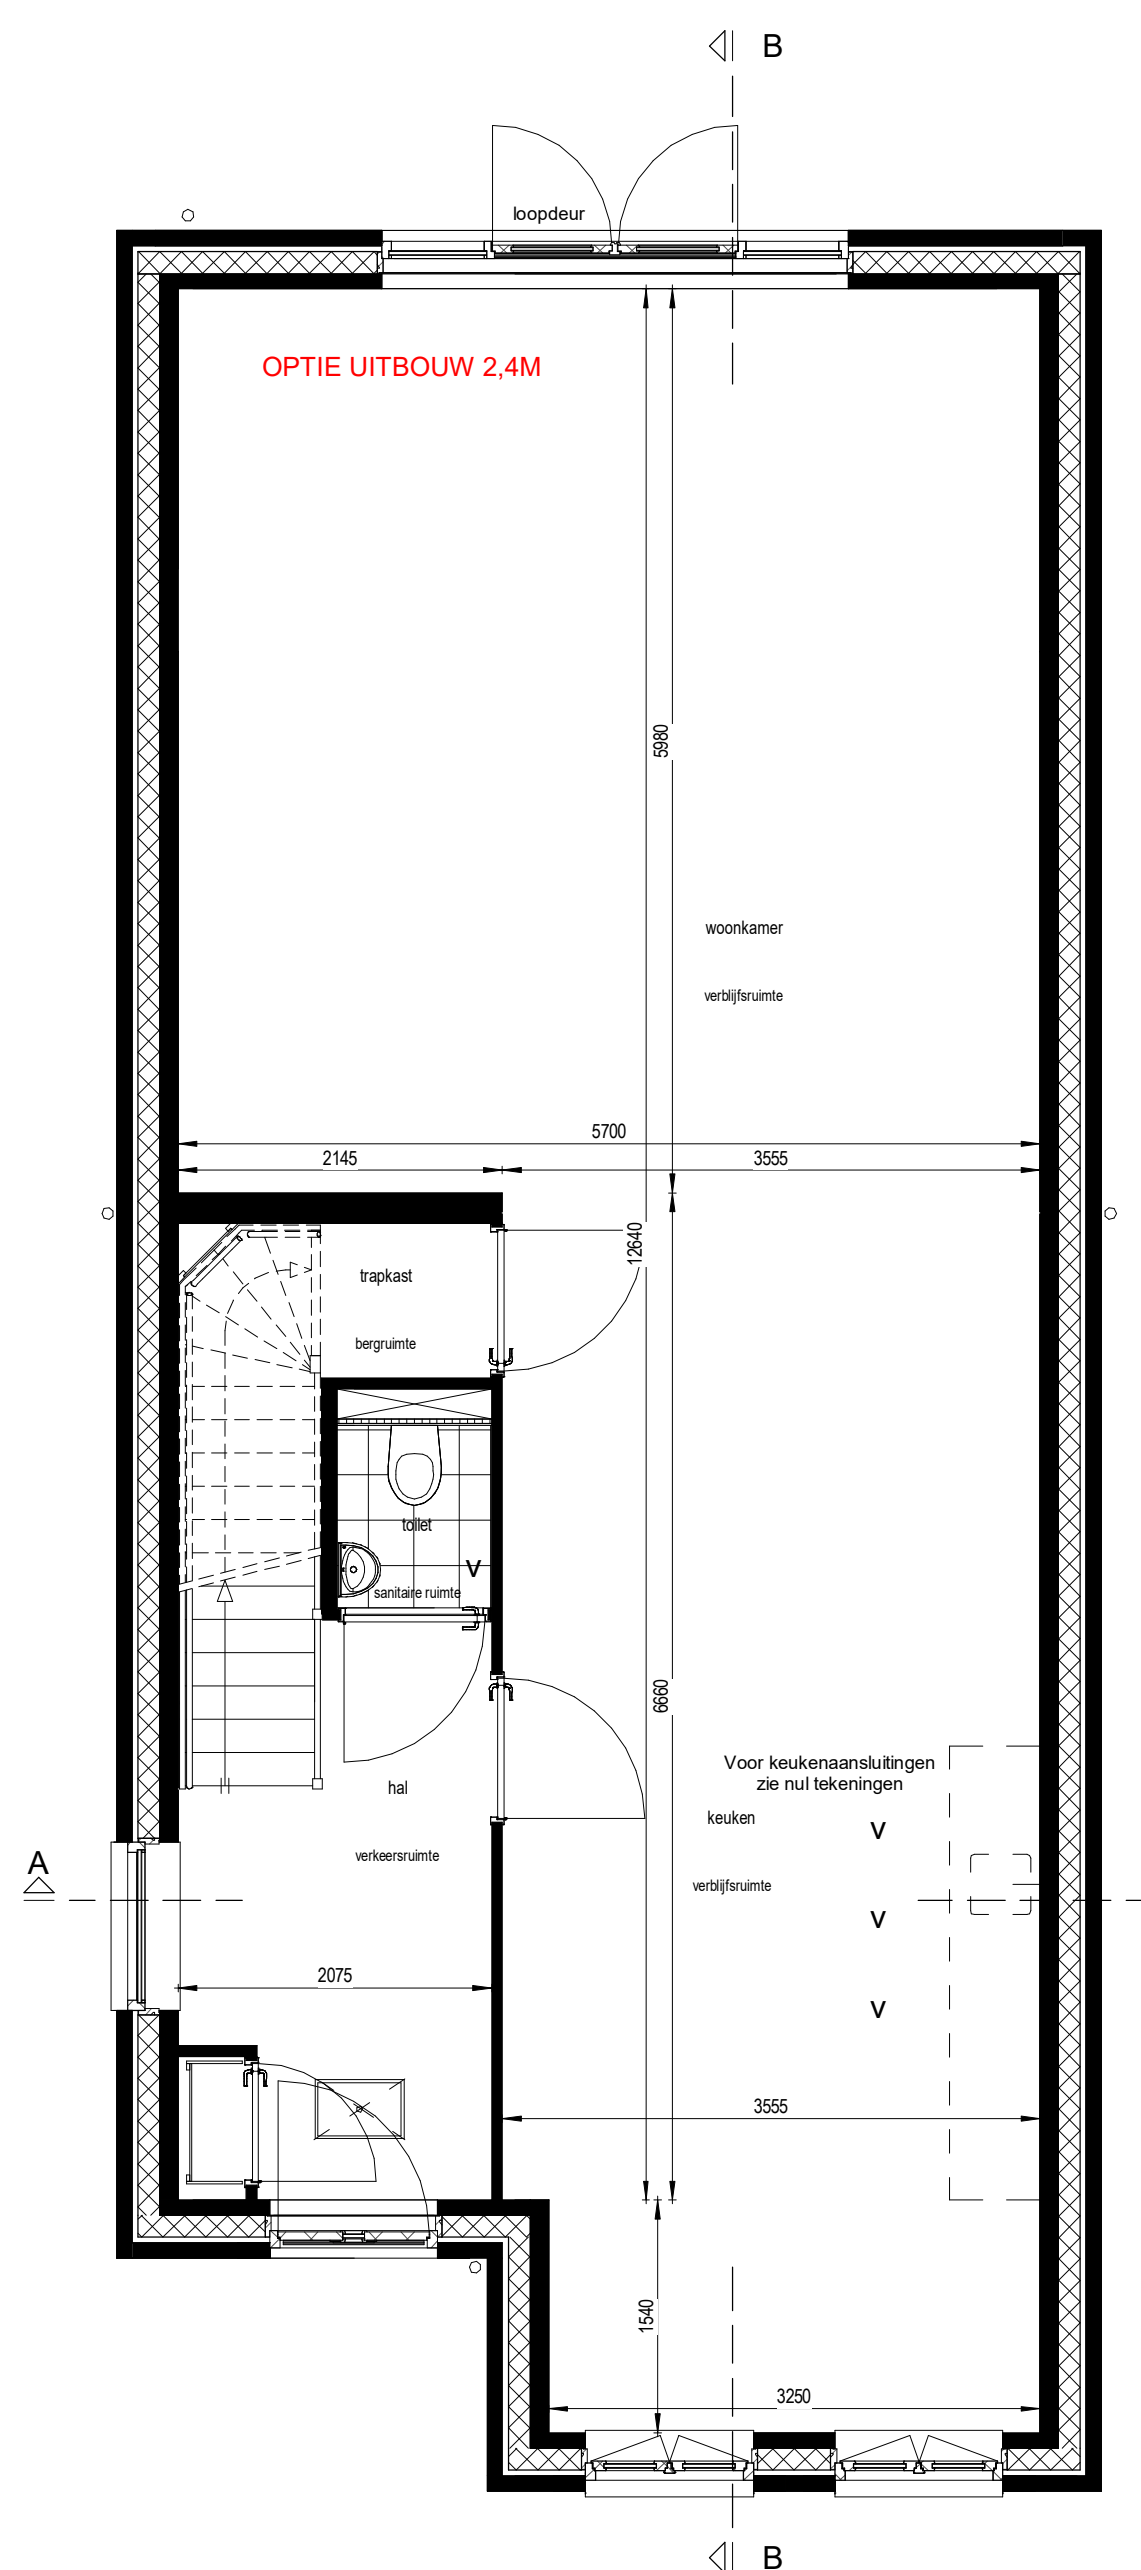 B
loopdeur
OPTIE UITBOUW 2,4M
5980
woonkamer
verblijfsruimte
5700
2145
3555
12640
trapkast
bergruimte
toilet
v
sanitaire ruimte
6660
Voor keukenaansluitingen
zie nul tekeningen
hal
keuken
v
verkeersruimte
A
verblijfsruimte
v
2075
v
3555
1540
3250
B